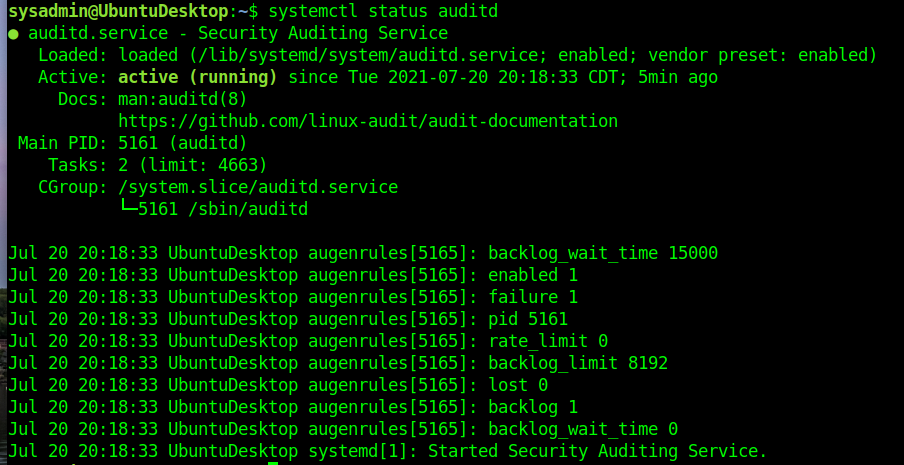 sysadmin@UbuntuDesktop:~$ systemctl status auditd
● auditd.service - Security Auditing Service
   Loaded: loaded (/lib/systemd/system/auditd.service; enabled; vendor preset: enabled)
   Active: active (running) since Tue 2021-07-20 20:18:33 CDT; 5min ago
     Docs: man:auditd(8)
           https://github.com/linux-audit/audit-documentation
 Main PID: 5161 (auditd)
    Tasks: 2 (limit: 4663)
   CGroup: /system.slice/auditd.service
           └─5161 /sbin/auditd

Jul 20 20:18:33 UbuntuDesktop augenrules[5165]: backlog_wait_time 15000
Jul 20 20:18:33 UbuntuDesktop augenrules[5165]: enabled 1
Jul 20 20:18:33 UbuntuDesktop augenrules[5165]: failure 1
Jul 20 20:18:33 UbuntuDesktop augenrules[5165]: pid 5161
Jul 20 20:18:33 UbuntuDesktop augenrules[5165]: rate_limit 0
Jul 20 20:18:33 UbuntuDesktop augenrules[5165]: backlog_limit 8192
Jul 20 20:18:33 UbuntuDesktop augenrules[5165]: lost 0
Jul 20 20:18:33 UbuntuDesktop augenrules[5165]: backlog 1
Jul 20 20:18:33 UbuntuDesktop augenrules[5165]: backlog_wait_time 0
Jul 20 20:18:33 UbuntuDesktop systemd[1]: Started Security Auditing Service.